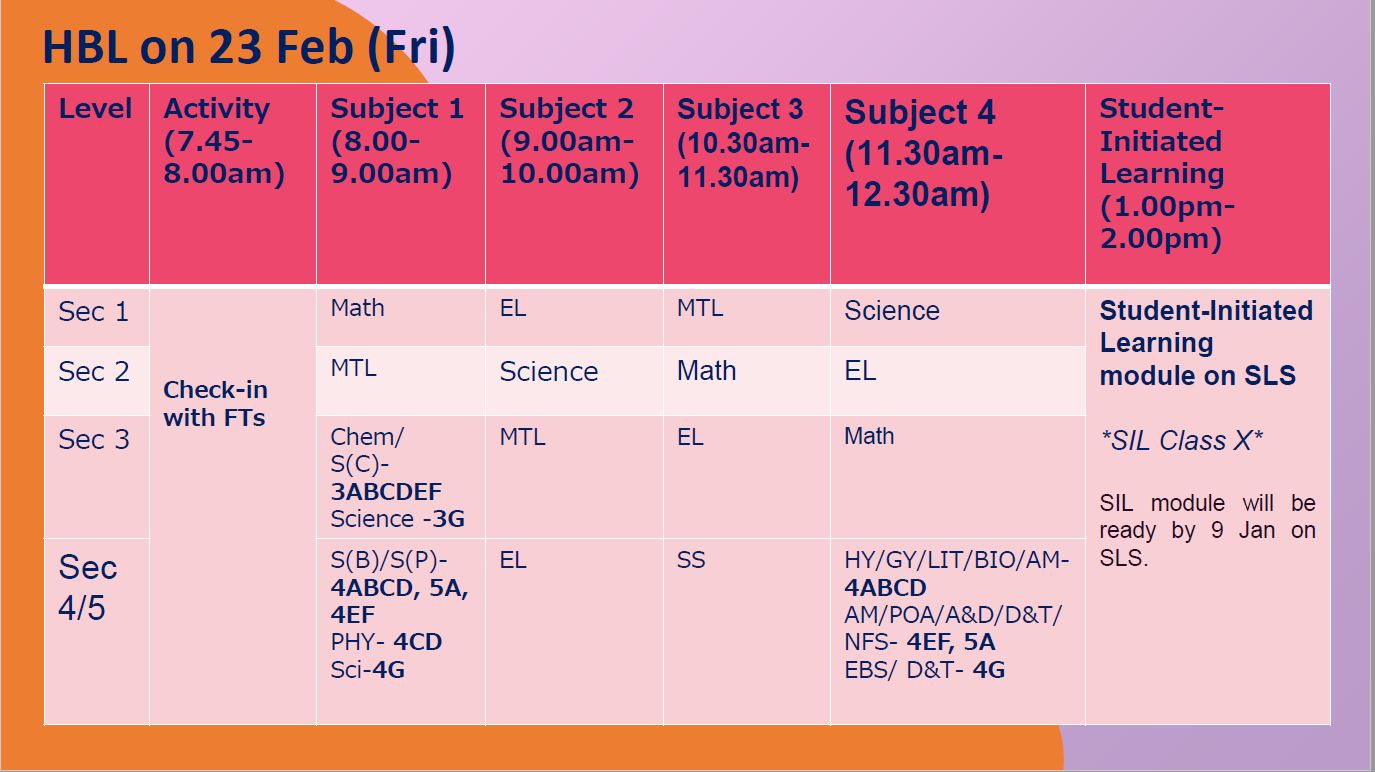 HBL on 23 Feb (Fri)
Level
Activity
(7.45-
8.00am)
Subject 1
(8.00-
9.00am)
Subject 2
(9.00am-
10.00am)
Subject 3
(10.30am-
11.30am)
Subject 4
(11.30am-
12.30am)
Student-
Initiated
Learning
(1.00pm-
2.00pm)
Sec 1
Check-in
with FTs
Math
EL
MTL
Science
Student-Initiated
Learning
module on SLS
*SIL Class X*
SIL module will be
ready by 9 Jan on
SLS.
Sec 2
MTL
Science
Math
EL
Sec 3
Chem/
S(C)-
3ABCDEF
Science -3G
MTL
EL
Math
Sec
4/5
S(B)/S(P)-
4ABCD, 5A,
4EF
PHY- 4CD
Sci-4G
EL
SS
HY/GY/LIT/BIO/AM-
4ABCD
AM/POA/A&D/D&T/
NFS- 4EF, 5A
EBS/ D&T- 4G